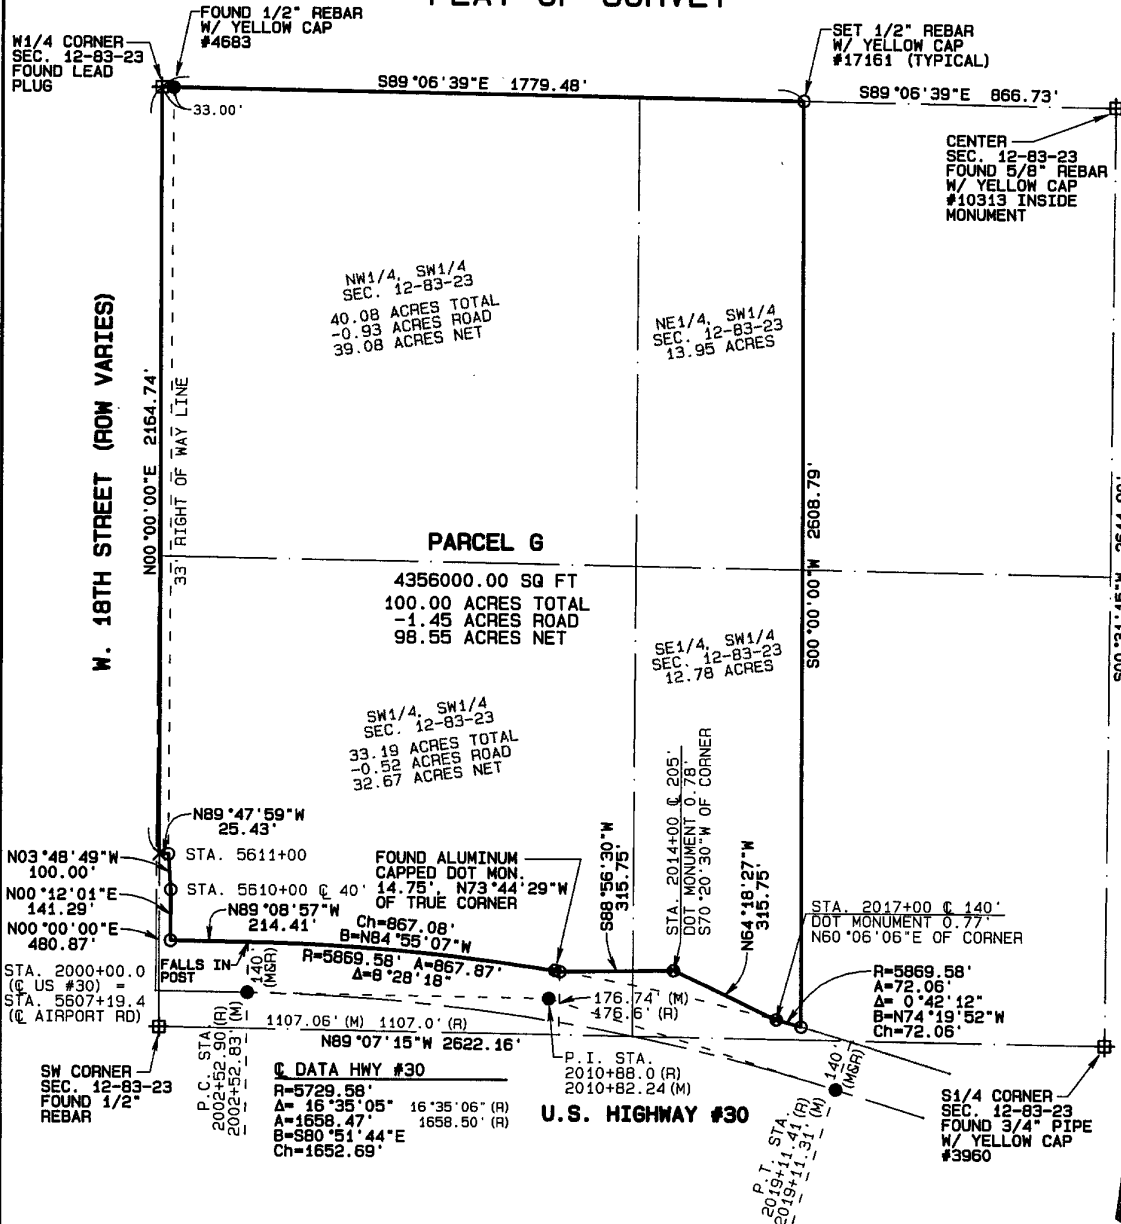 PLAT OF SURVEY
FOUND 1/2" REBAR
W/ YELLOW CAP
#4683
W1/4 CORNER
SEC. 12-83-23
FOUND LEAD
PLUG
SET 1/2" REBAR
W/ YELLOW CAP
#17161 (TYPICAL)
S89°06'39"E 1779.48'
S89°06'39"E 866.73'
33.00'
CENTER
SEC. 12-83-23
FOUND 5/8" REBAR
W/ YELLOW CAP
#10313 INSIDE
MONUMENT
NW1/4, SW1/4
SEC. 12-83-23
40.08 ACRES TOTAL
-0.93 ACRES ROAD
39.08 ACRES NET
NE1/4, SW1/4
SEC. 12-83-23
13.95 ACRES
W. 18TH STREET (ROW VARIES)
N00°00'00"E 2164.74'
33' RIGHT OF WAY LINE
S00°00'00"W 2608.79'
PARCEL G
4356000.00 SQ FT
100.00 ACRES TOTAL
-1.45 ACRES ROAD
98.55 ACRES NET
SE1/4, SW1/4
SEC. 12-83-23
12.78 ACRES
SW1/4, SW1/4
SEC. 12-83-23
33.19 ACRES TOTAL
-0.52 ACRES ROAD
32.67 ACRES NET
N89°47'59"W
25.43'
STA. 5611+00
N03°48'49"W
100.00'
STA. 5610+00 ℄ 40'
N00°12'01"E
141.29'
N00°00'00"E
480.87'
N89°08'57"W
214.41'
FOUND ALUMINUM
CAPPED DOT MON.
14.75', N73°44'29"W
OF TRUE CORNER
Ch=867.08'
B=N84°55'07"W
R=5869.58' A=867.87'
Δ=8°28'18"
S88°56'30"W
315.75'
STA. 2014+00 ℄ 205'
DOT MONUMENT 0.78'
S70°20'30"W OF CORNER
N64°18'27"W
315.75'
STA. 2017+00 ℄ 140'
DOT MONUMENT 0.77'
N60°06'06"E OF CORNER
R=5869.58'
A=72.06'
Δ= 0°42'12"
B=N74°19'52"W
Ch=72.06'
FALLS IN
POST
140'
(M&R)
STA. 2000+00.0
(℄ US #30) =
STA. 5607+19.4
(℄ AIRPORT RD)
176.74' (M)
476.6' (R)
1107.06' (M) 1107.0' (R)
N89°07'15"W 2622.16'
P.C. STA.
2002+52.90 (R)
2002+52.83' (M)
P.I. STA.
2010+88.0 (R)
2010+82.24 (M)
140'
(M&R)
SW CORNER
SEC. 12-83-23
FOUND 1/2"
REBAR
℄ DATA HWY #30
R=5729.58'
Δ= 16°35'05" 16°35'06" (R)
A=1658.47' 1658.50' (R)
B=S80°51'44"E
Ch=1652.69'
U.S. HIGHWAY #30
P.T. STA.
2019+11.41 (R)
2019+11.31' (M)
S1/4 CORNER
SEC. 12-83-23
FOUND 3/4" PIPE
W/ YELLOW CAP
#3960